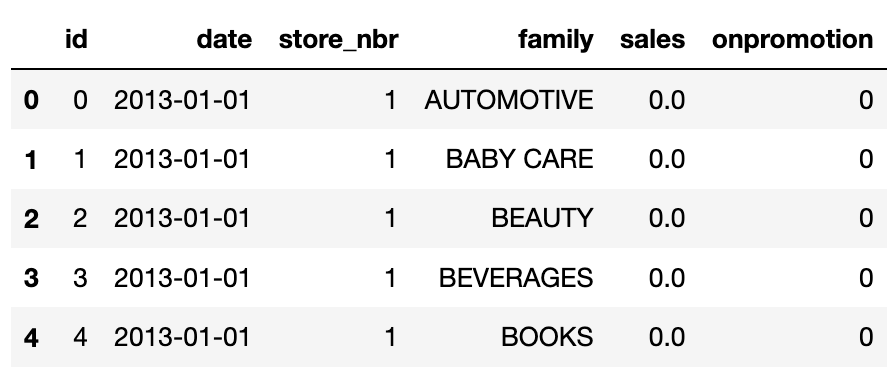 id date store_nbr family sales onpromotion
0 0 2013-01-01 1 AUTOMOTIVE 0.0 0
1 1 2013-01-01 1 BABY CARE 0.0 0
2 2 2013-01-01 1 BEAUTY 0.0 0
3 3 2013-01-01 1 BEVERAGES 0.0 0
4 4 2013-01-01 1 BOOKS 0.0 0